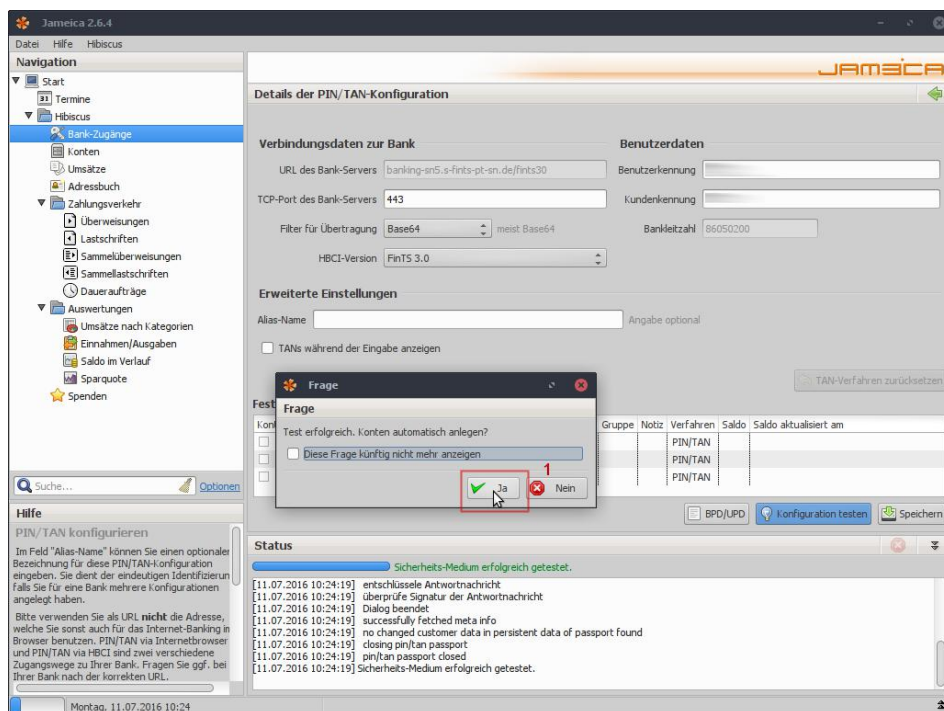 Jameica 2.6.4
Datei Hilfe Hibiscus
Navigation
Start
31 Termine
Hibiscus
Bank-Zugänge
Konten
Umsätze
Adressbuch
Zahlungsverkehr
Überweisungen
Lastschriften
Sammelüberweisungen
Sammellastschriften
Daueraufträge
Auswertungen
Umsätze nach Kategorien
Einnahmen/Ausgaben
Saldo im Verlauf
Sparquote
Spenden
Suche...
Optionen
Hilfe
PIN/TAN konfigurieren
Im Feld "Alias-Name" können Sie einen optionalen
Bezeichnung für diese PIN/TAN-Konfiguration
eingeben. Sie dient der eindeutigen Identifizierun
falls Sie für eine Bank mehrere Konfigurationen
angelegt haben.
Bitte verwenden Sie als URL nicht die Adresse,
welche Sie sonst auch für das Internet-Banking in
Browser benutzen. PIN/TAN via Internetbrowser
und PIN/TAN via HBCI sind zwei verschiedene
Zugangswege zu Ihrer Bank. Fragen Sie ggf. bei
Ihrer Bank nach der korrekten URL.
Montag, 11.07.2016 10:24
JAMEICA
Details der PIN/TAN-Konfiguration
Verbindungsdaten zur Bank
URL des Bank-Servers banking-sn5.s-fints-pt-sn.de/fints30
TCP-Port des Bank-Servers 443
Filter für Übertragung Base64 meist Base64
HBCI-Version FinTS 3.0
Benutzerdaten
Benutzerkennung
Kundenkennung
Bankleitzahl 86050200
Erweiterte Einstellungen
Alias-Name Angabe optional
TANs während der Eingabe anzeigen
TAN-Verfahren zurücksetzen
Fest
Kont Gruppe Notiz Verfahren Saldo Saldo aktualisiert am
PIN/TAN
PIN/TAN
PIN/TAN
Frage
Frage
Test erfolgreich. Konten automatisch anlegen?
Diese Frage künftig nicht mehr anzeigen
1
Ja Nein
BPD/UPD Konfiguration testen Speichern
Status
Sicherheits-Medium erfolgreich getestet.
[11.07.2016 10:24:19] entschlüssele Antwortnachricht
[11.07.2016 10:24:19] überprüfe Signatur der Antwortnachricht
[11.07.2016 10:24:19] Dialog beendet
[11.07.2016 10:24:19] successfully fetched meta info
[11.07.2016 10:24:19] no changed customer data in persistent data of passport found
[11.07.2016 10:24:19] closing pin/tan passport
[11.07.2016 10:24:19] pin/tan passport closed
[11.07.2016 10:24:19] Sicherheits-Medium erfolgreich getestet.